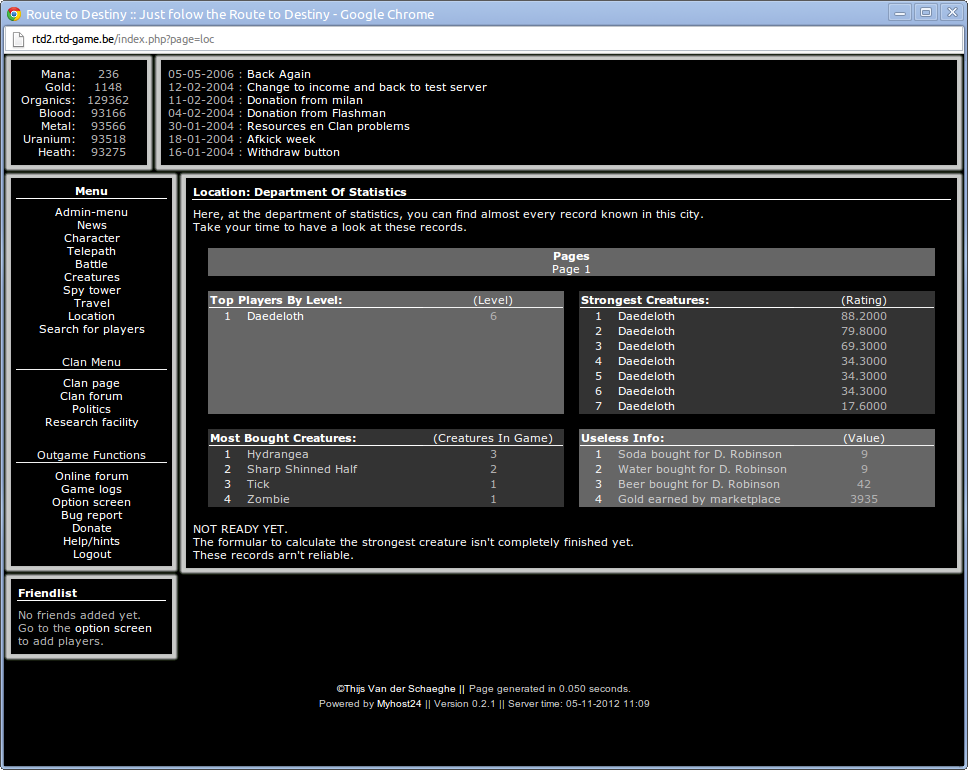 Route to Destiny :: Just folow the Route to Destiny - Google Chrome
rtd2.rtd-game.be/index.php?page=loc
Mana: 236
Gold: 1148
Organics: 129362
Blood: 93166
Metal: 93566
Uranium: 93518
Heath: 93275
05-05-2006 : Back Again
12-02-2004 : Change to income and back to test server
11-02-2004 : Donation from milan
04-02-2004 : Donation from Flashman
30-01-2004 : Resources en Clan problems
18-01-2004 : Afkick week
16-01-2004 : Withdraw button
Menu
Admin-menu
News
Character
Telepath
Battle
Creatures
Spy tower
Travel
Location
Search for players
Clan Menu
Clan page
Clan forum
Politics
Research facility
Outgame Functions
Online forum
Game logs
Option screen
Bug report
Donate
Help/hints
Logout
Friendlist
No friends added yet.
Go to the option screen
to add players.
Location: Department Of Statistics
Here, at the department of statistics, you can find almost every record known in this city.
Take your time to have a look at these records.
Pages
Page 1
Top Players By Level: (Level)
1 Daedeloth 6
Strongest Creatures: (Rating)
1 Daedeloth 88.2000
2 Daedeloth 79.8000
3 Daedeloth 69.3000
4 Daedeloth 34.3000
5 Daedeloth 34.3000
6 Daedeloth 34.3000
7 Daedeloth 17.6000
Most Bought Creatures: (Creatures In Game)
1 Hydrangea 3
2 Sharp Shinned Half 2
3 Tick 1
4 Zombie 1
Useless Info: (Value)
1 Soda bought for D. Robinson 9
2 Water bought for D. Robinson 9
3 Beer bought for D. Robinson 42
4 Gold earned by marketplace 3935
NOT READY YET.
The formular to calculate the strongest creature isn't completely finished yet.
These records arn't reliable.
©Thijs Van der Schaeghe || Page generated in 0.050 seconds.
Powered by Myhost24 || Version 0.2.1 || Server time: 05-11-2012 11:09